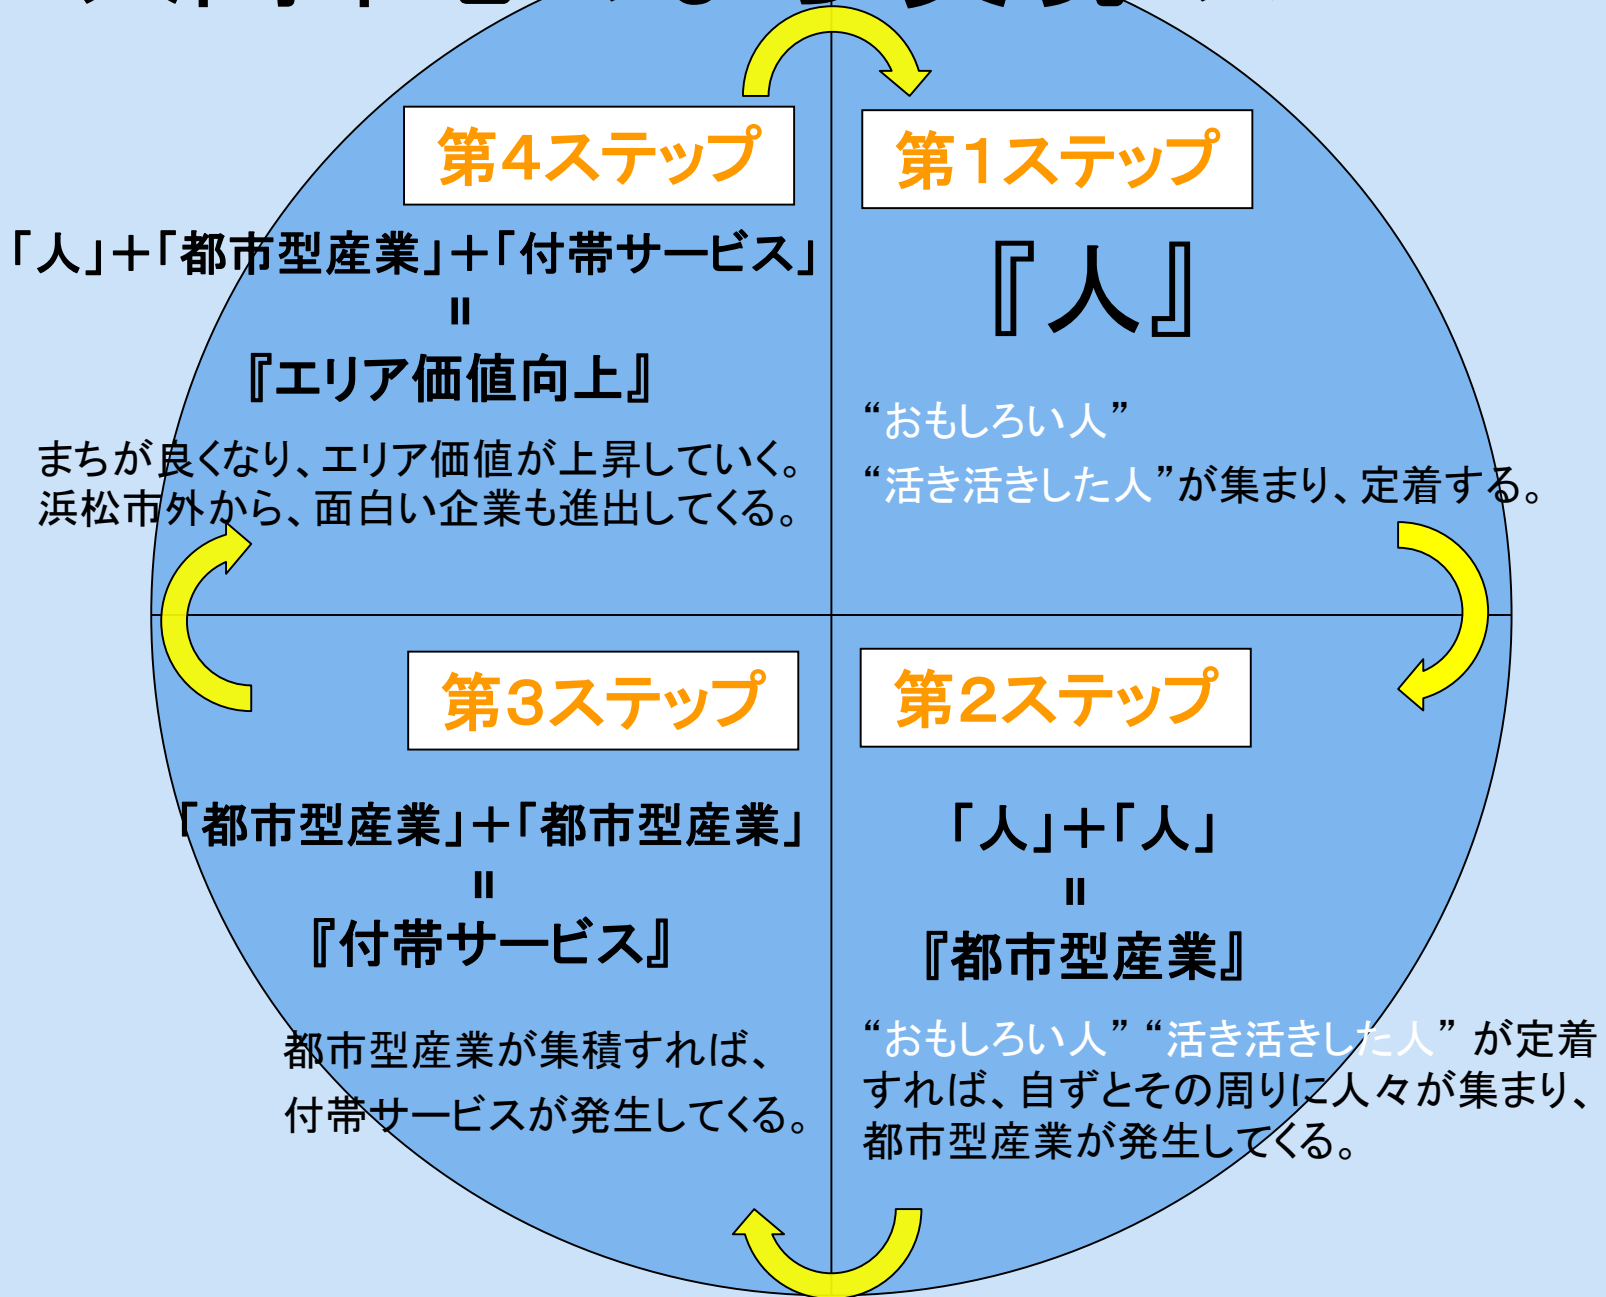 第1ステップ
『人』
“おもしろい人”
“活き活きした人”が集まり、定着する。
第2ステップ
「人」＋「人」
＝
『都市型産業』
“おもしろい人” “活き活きした人” が定着
すれば、自ずとその周りに人々が集まり、
都市型産業が発生してくる。
第3ステップ
「都市型産業」＋「都市型産業」
＝
『付帯サービス』
都市型産業が集積すれば、
付帯サービスが発生してくる。
第4ステップ
「人」＋「都市型産業」＋「付帯サービス」
＝
『エリア価値向上』
まちが良くなり、エリア価値が上昇していく。
浜松市外から、面白い企業も進出してくる。